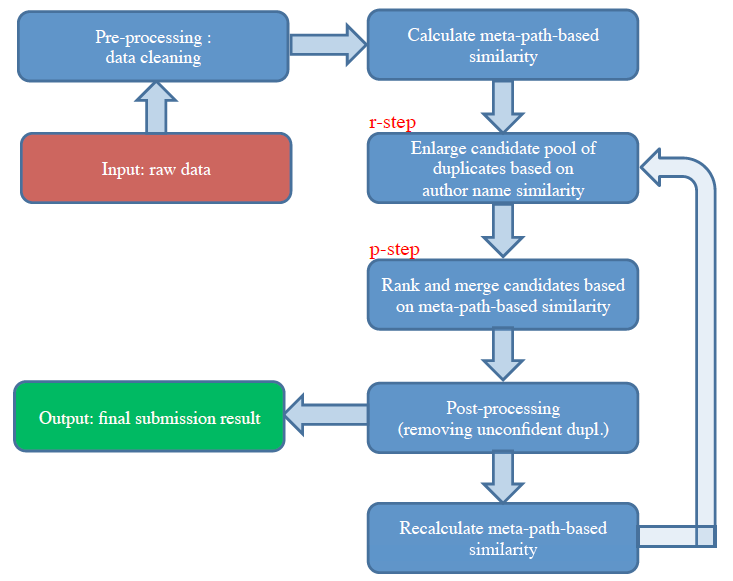 Pre-processing :
data cleaning
Calculate meta-path-based
similarity
r-step
Input: raw data
Enlarge candidate pool of
duplicates based on
author name similarity
p-step
Rank and merge candidates based
on meta-path-based similarity
Output: final submission result
Post-processing
(removing unconfident dupl.)
Recalculate meta-path-based
similarity